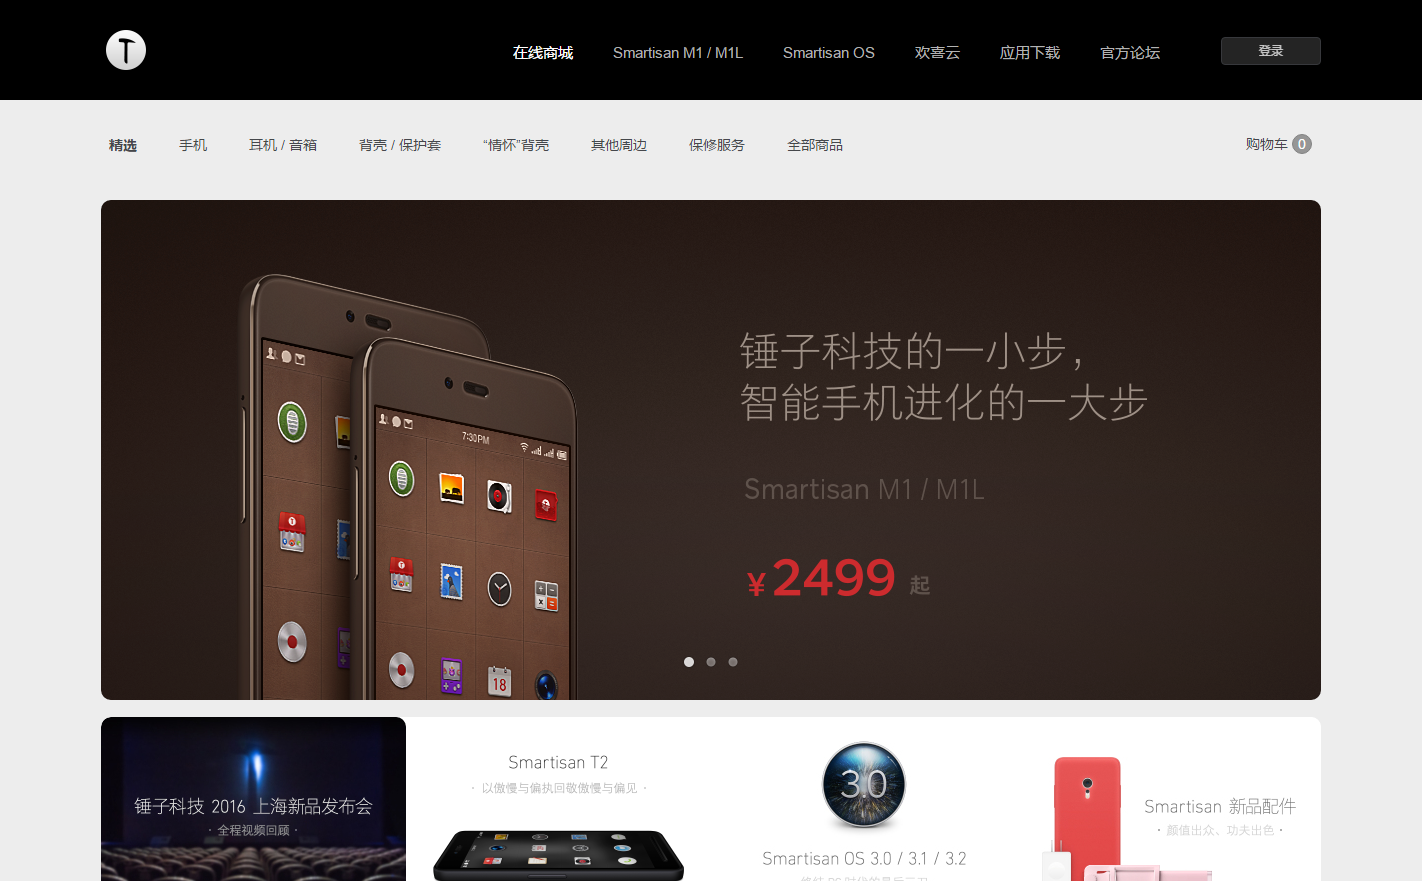 在线商城 Smartisan M1 / M1L Smartisan OS 欢喜云 应用下载 官方论坛 登录
精选 手机 耳机 / 音箱 背壳 / 保护套 “情怀”背壳 其他周边 保修服务 全部商品 购物车 0
锤子科技的一小步，
智能手机进化的一大步
7:30PM
Smartisan M1 / M1L
¥2499 起
18
锤子科技 2016 上海新品发布会
· 全程视频回顾 ·
Smartisan T2
· 以傲慢与偏执回敬傲慢与偏见 ·
3.0
Smartisan OS 3.0 / 3.1 / 3.2
Smartisan 新品配件
· 颜值出众、功夫出色 ·